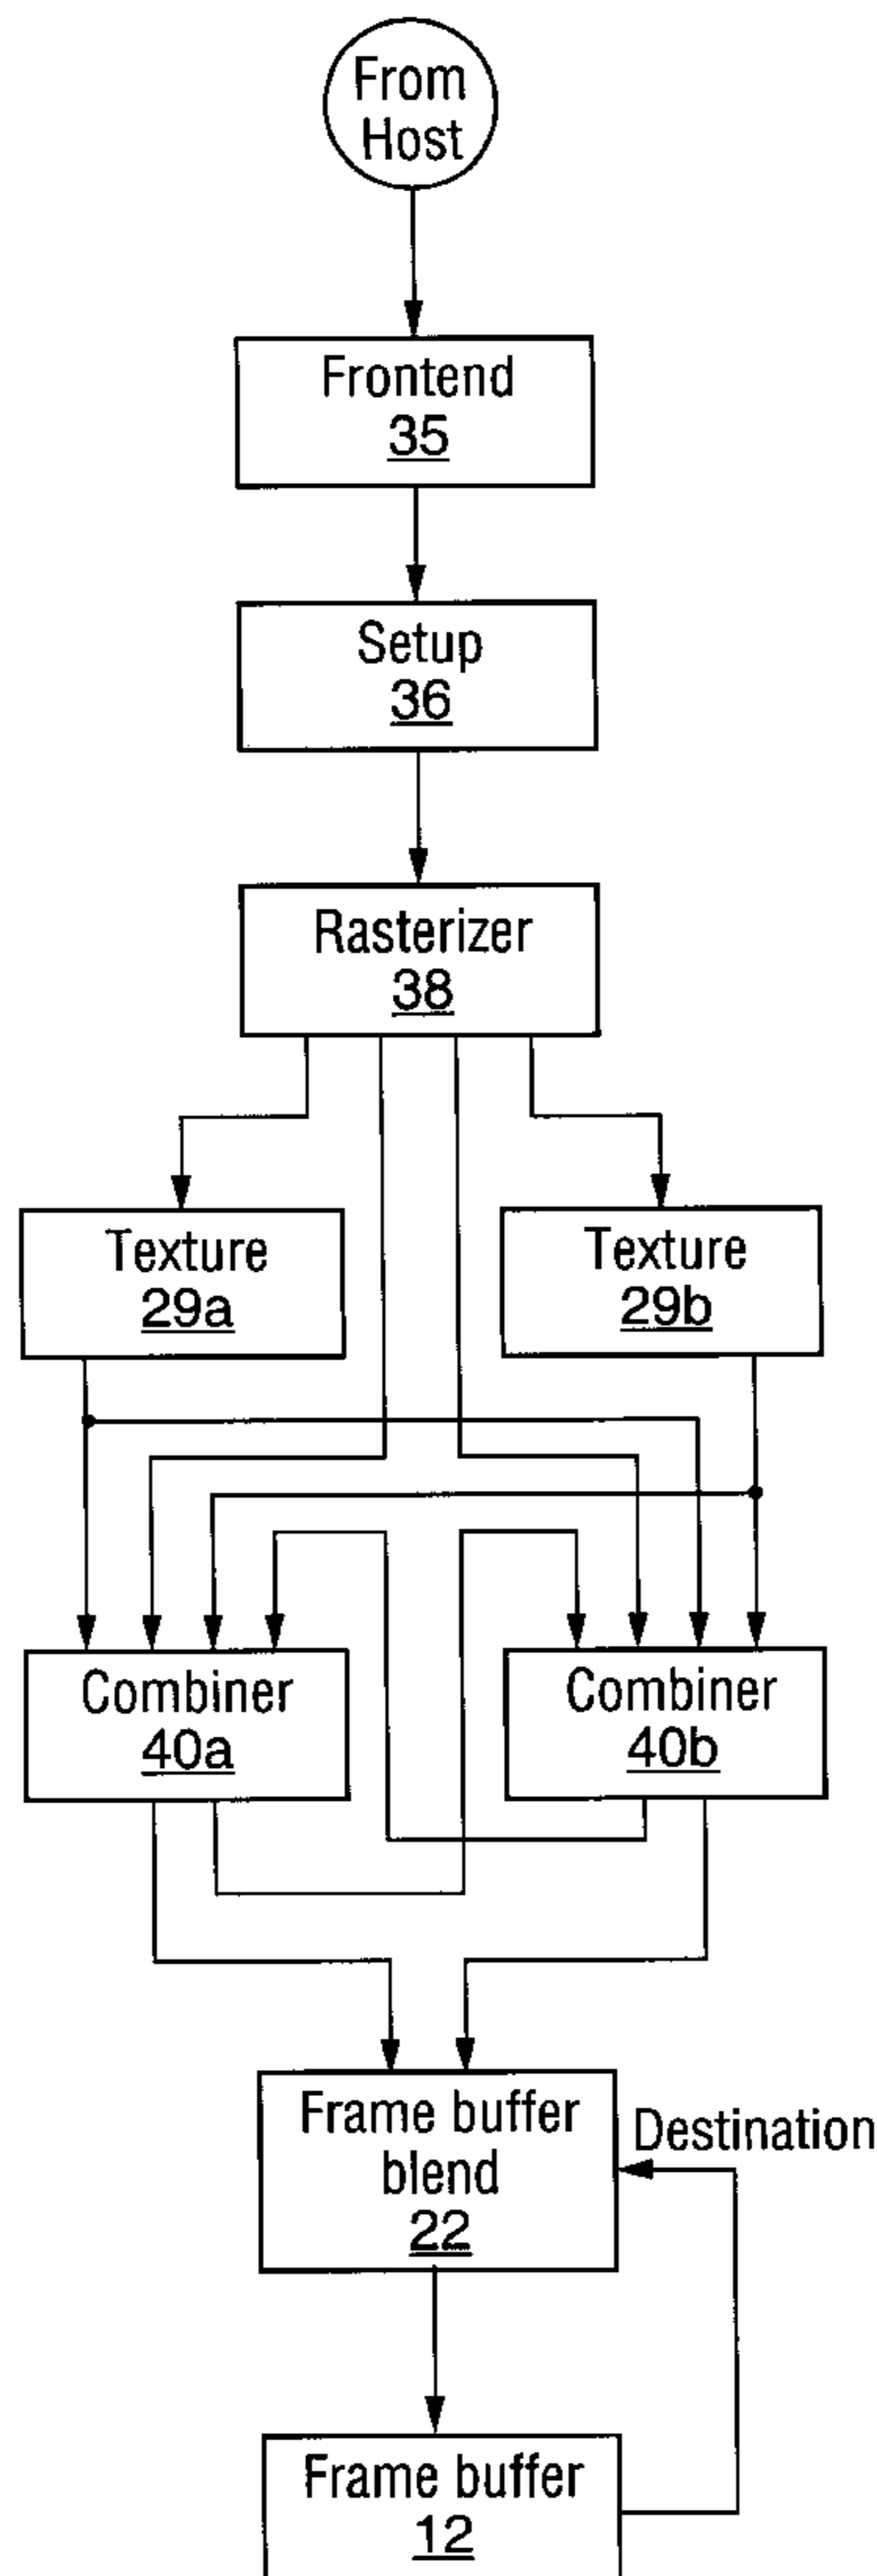 From
Host
Frontend
35
Setup
36
Rasterizer
38
Texture
29a
Texture
29b
Combiner
40a
Combiner
40b
Frame buffer
blend
22
Destination
Frame buffer
12